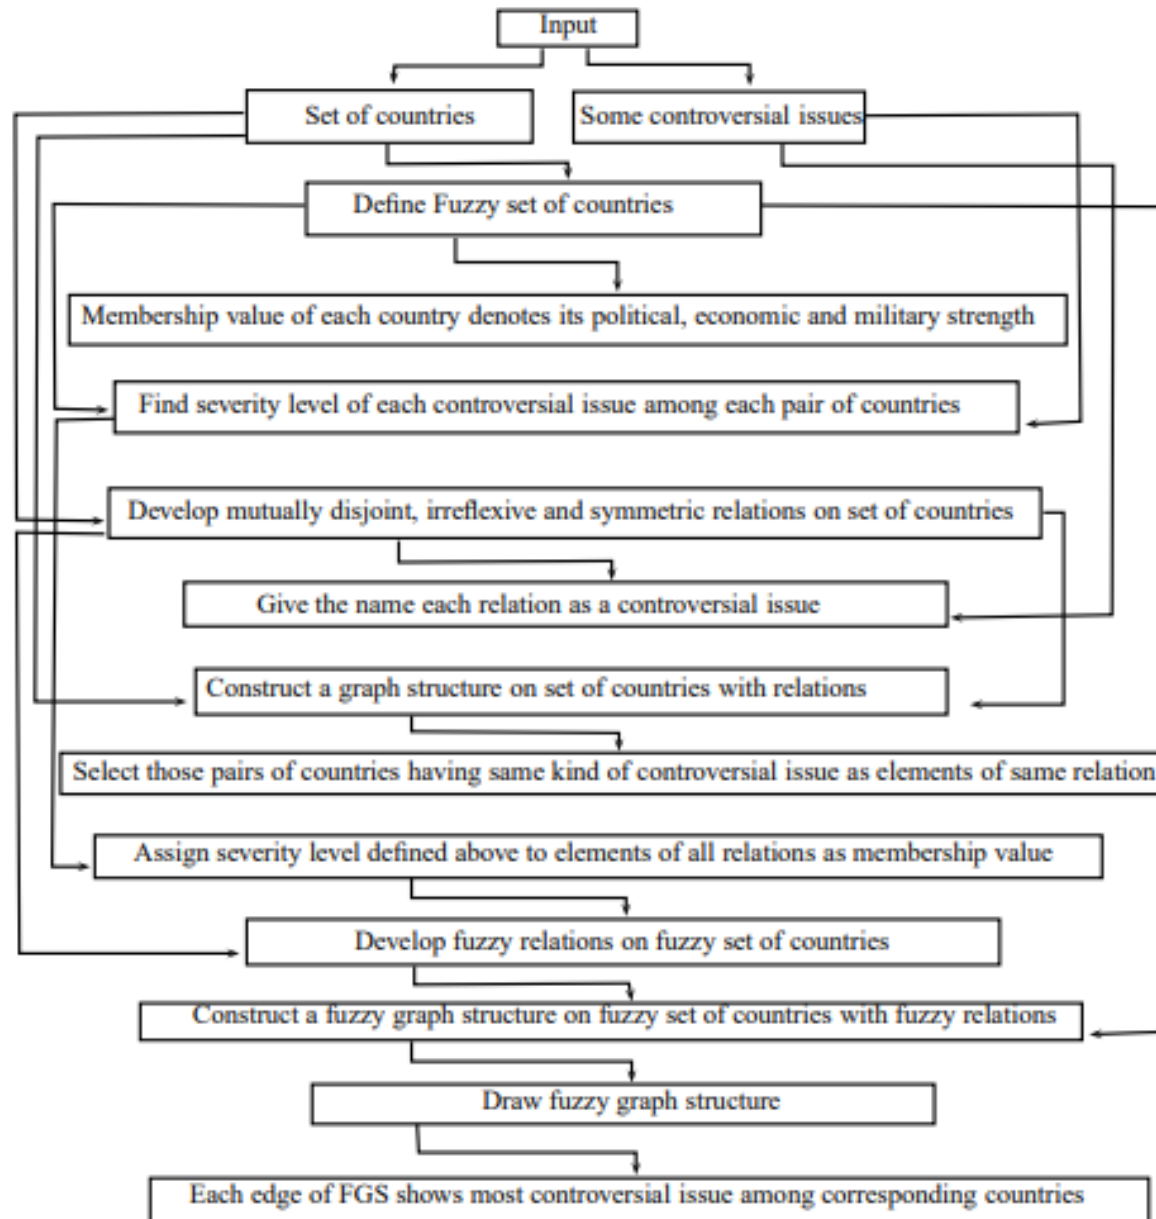 Input
Set of countries
Some controversial issues
Define Fuzzy set of countries
Membership value of each country denotes its political, economic and military strength
Find severity level of each controversial issue among each pair of countries
Develop mutually disjoint, irreflexive and symmetric relations on set of countries
Give the name each relation as a controversial issue
Construct a graph structure on set of countries with relations
Select those pairs of countries having same kind of controversial issue as elements of same relation
Assign severity level defined above to elements of all relations as membership value
Develop fuzzy relations on fuzzy set of countries
Construct a fuzzy graph structure on fuzzy set of countries with fuzzy relations
Draw fuzzy graph structure
Each edge of FGS shows most controversial issue among corresponding countries